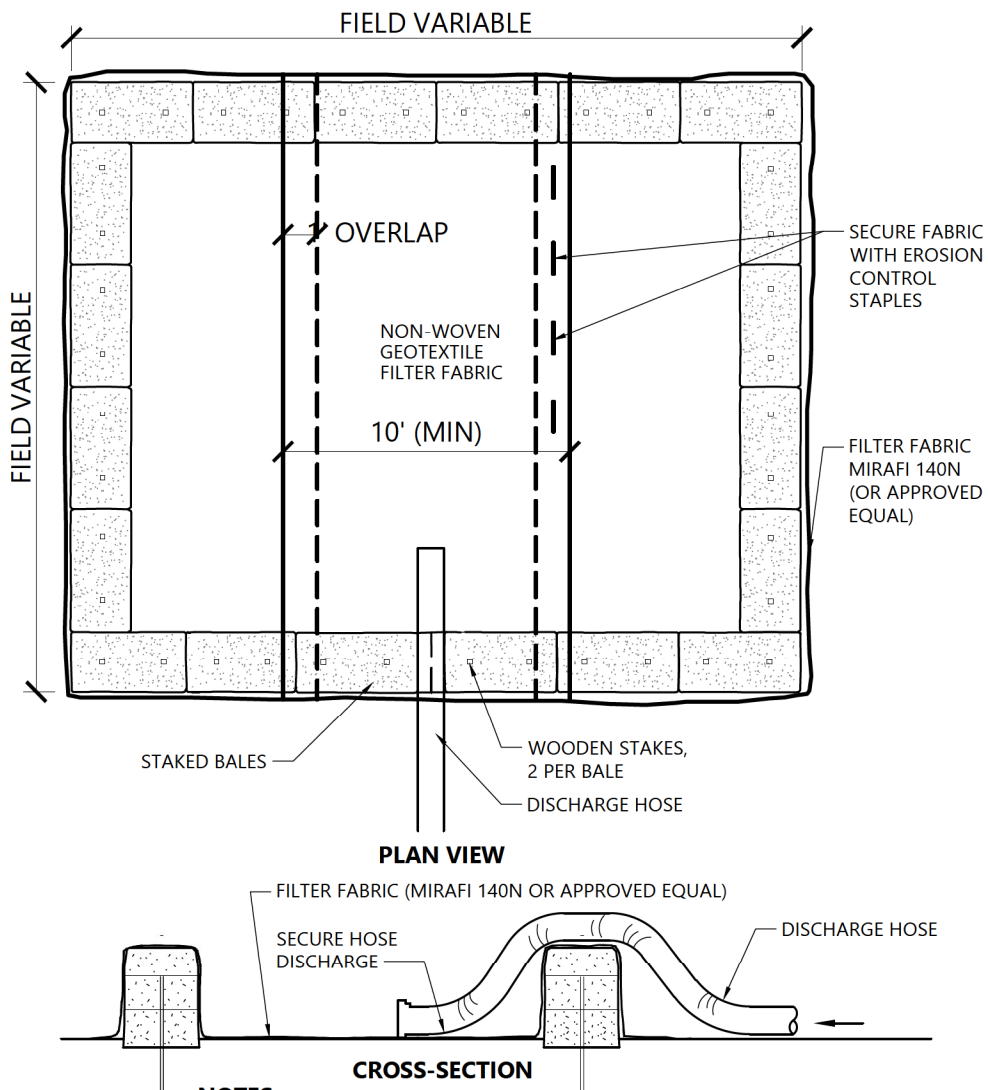 FIELD VARIABLE
FIELD VARIABLE
OVERLAP
NON-WOVEN
GEOTEXTILE
FILTER FABRIC
10' (MIN)
SECURE FABRIC
WITH EROSION
CONTROL
STAPLES
FILTER FABRIC
MIRAFI 140N
(OR APPROVED
EQUAL)
STAKED BALES
WOODEN STAKES,
2 PER BALE
DISCHARGE HOSE
PLAN VIEW
FILTER FABRIC (MIRAFI 140N OR APPROVED EQUAL)
SECURE HOSE
DISCHARGE
DISCHARGE HOSE
CROSS-SECTION